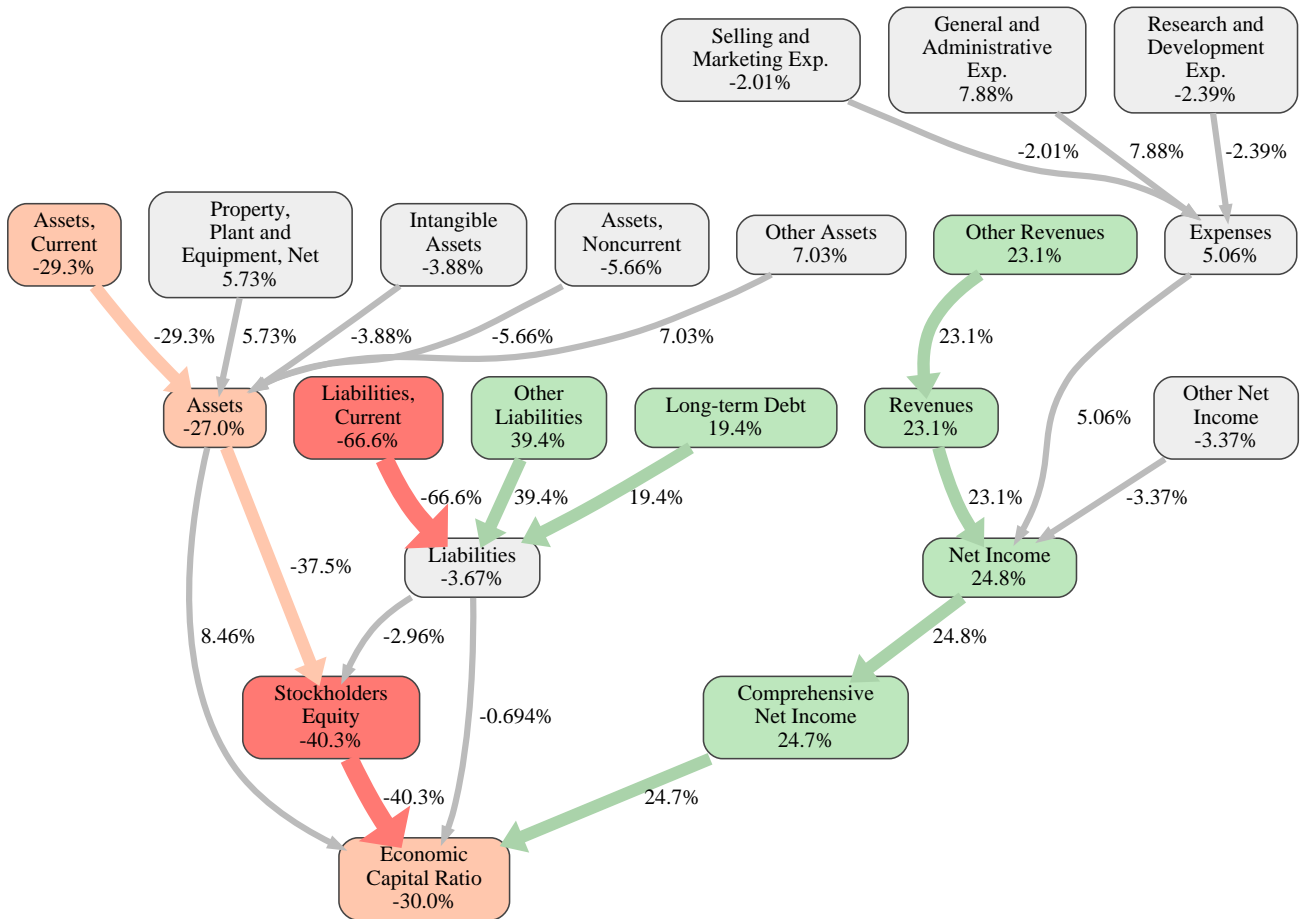 Selling and
Marketing Exp.
-2.01%
General and
Administrative
Exp.
7.88%
Research and
Development
Exp.
-2.39%
-2.01%
7.88%
-2.39%
Assets,
Current
-29.3%
Property,
Plant and
Equipment, Net
5.73%
Intangible
Assets
-3.88%
Assets,
Noncurrent
-5.66%
Other Assets
7.03%
Other Revenues
23.1%
Expenses
5.06%
-29.3%
5.73%
-3.88%
-5.66%
7.03%
23.1%
Assets
-27.0%
Liabilities,
Current
-66.6%
Other
Liabilities
39.4%
Long-term Debt
19.4%
Revenues
23.1%
5.06%
Other Net
Income
-3.37%
-66.6%
39.4%
19.4%
23.1%
-3.37%
-37.5%
Liabilities
-3.67%
Net Income
24.8%
8.46%
-2.96%
24.8%
Stockholders
Equity
-40.3%
-0.694%
Comprehensive
Net Income
24.7%
-40.3%
24.7%
Economic
Capital Ratio
-30.0%